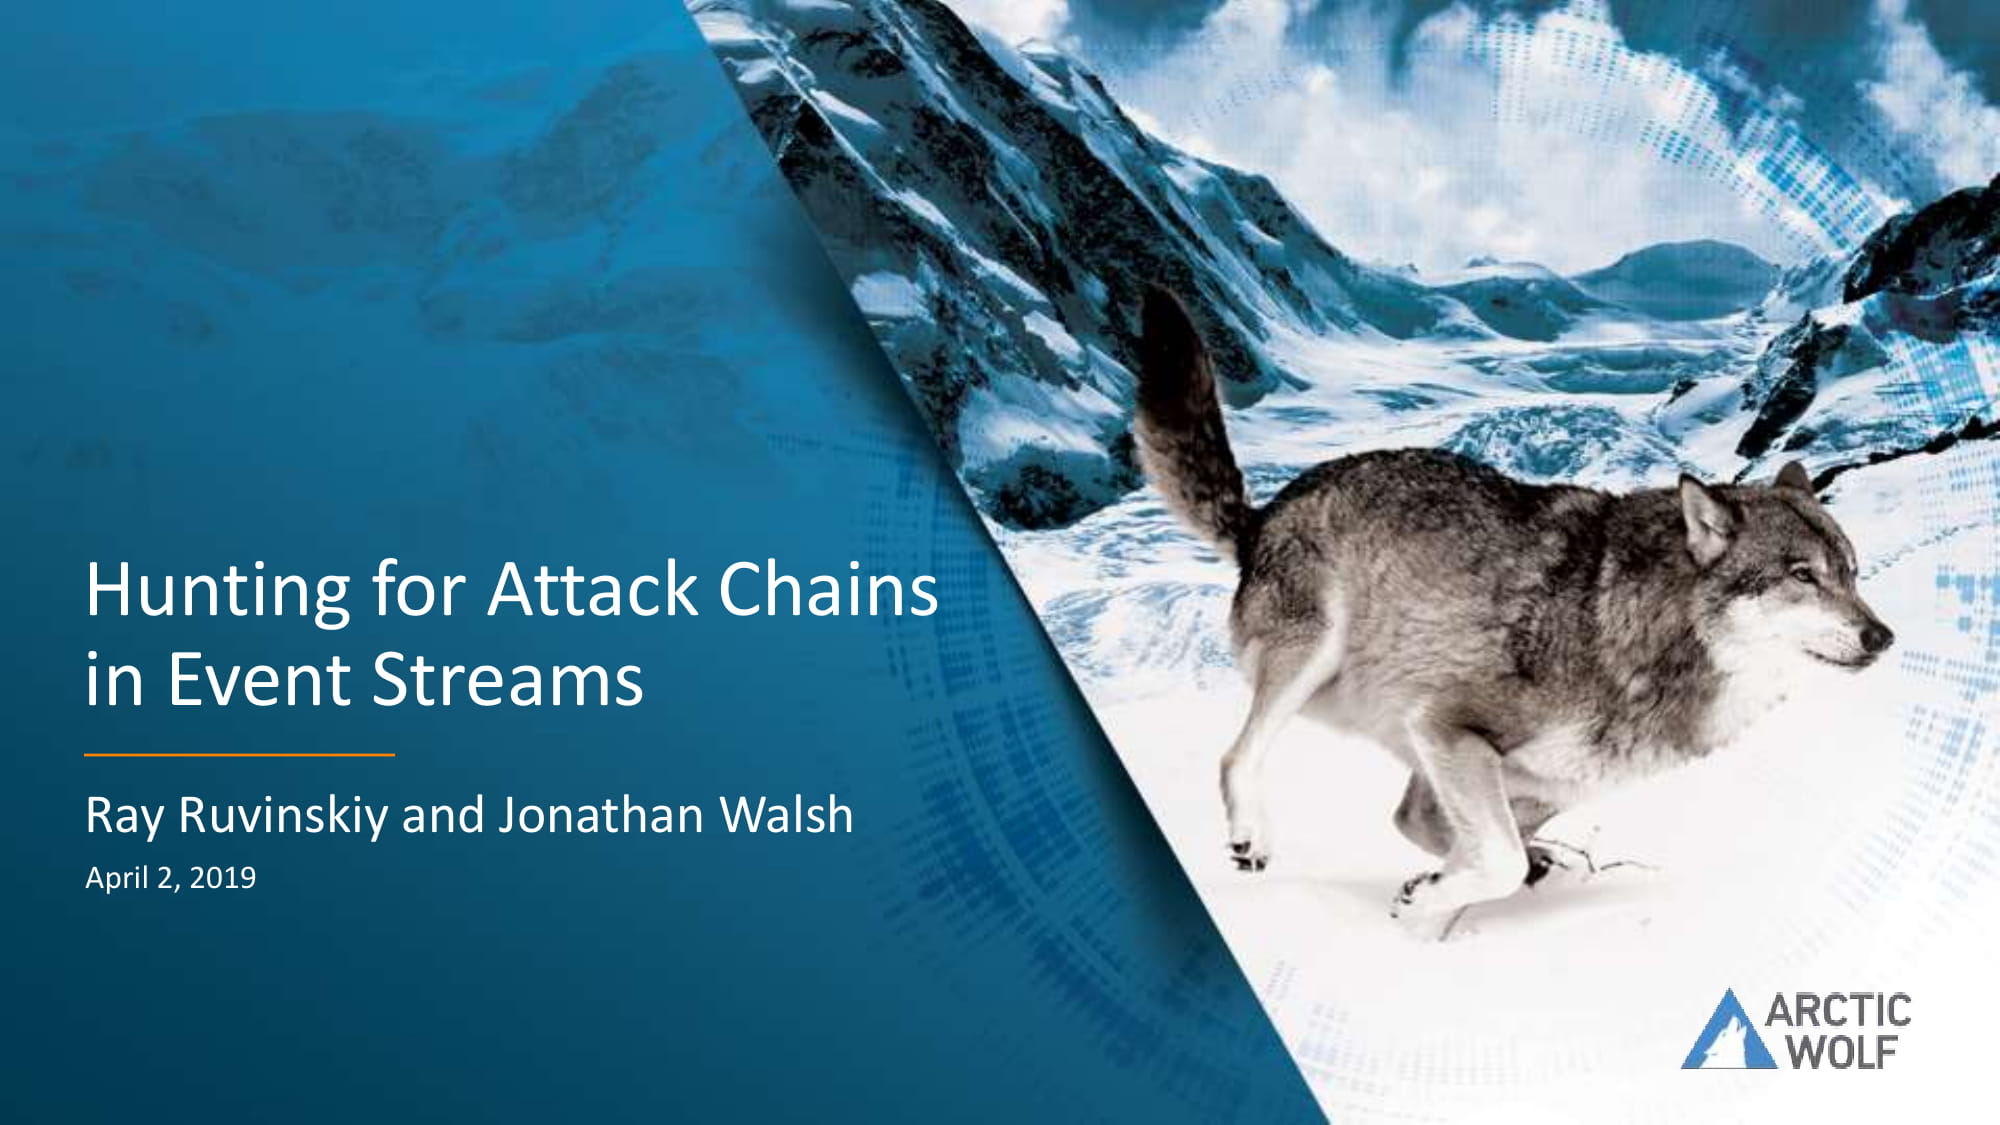 Hunting for Attack Chains
in Event Streams
Ray Ruvinskiy and Jonathan Walsh
April 2, 2019
ARCTIC
WOLF